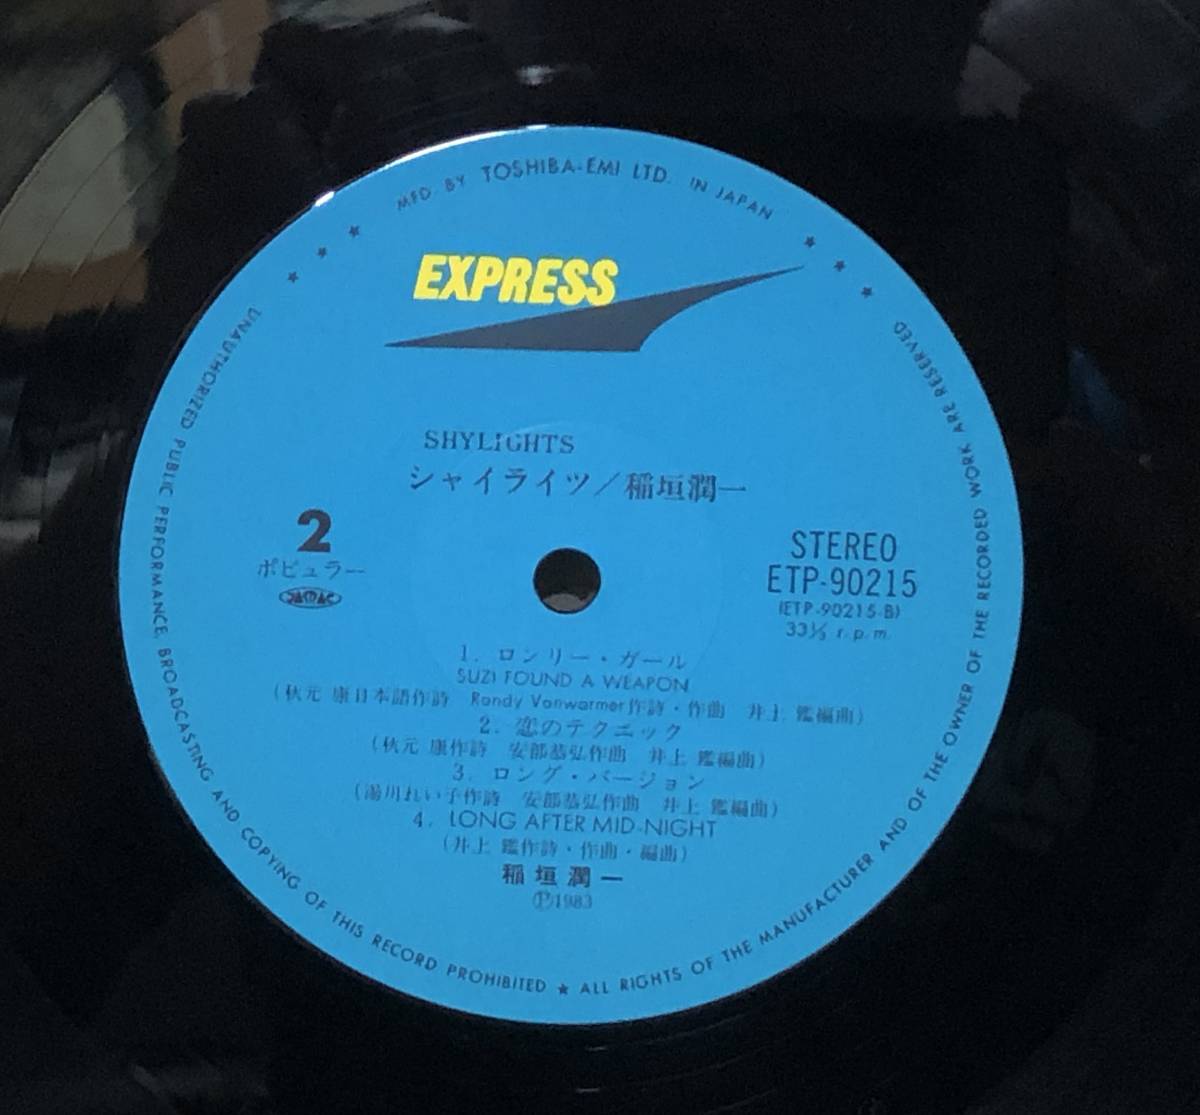 MFD. BY TOSHIBA-EMI LTD. IN JAPAN
EXPRESS
SHYLIGHTS
シャイライツ/稲垣潤一
2
ポピュラー
STEREO
ETP-90215
(ETP-90215-B)
33⅓ r.p.m.
1. ロンリー・ガール
SUZI FOUND A WEAPON
(秋元 康日本語作詩 Randy Vanwarmer作詩・作曲 井上 鑑編曲)
2. 恋のテクニック
(秋元 康作詩 安部恭弘作曲 井上 鑑編曲)
3. ロング・バージョン
(湯川れい子作詩 安部恭弘作曲 井上 鑑編曲)
4. LONG AFTER MID-NIGHT
(井上 鑑作詩・作曲・編曲)
稲垣潤一
Ⓟ1983
UNAUTHORIZED PUBLIC PERFORMANCE, BROADCASTING AND COPYING OF THIS RECORD PROHIBITED ★ ALL RIGHTS OF THE MANUFACTURER AND OF THE OWNER OF THE RECORDED WORK ARE RESERVED